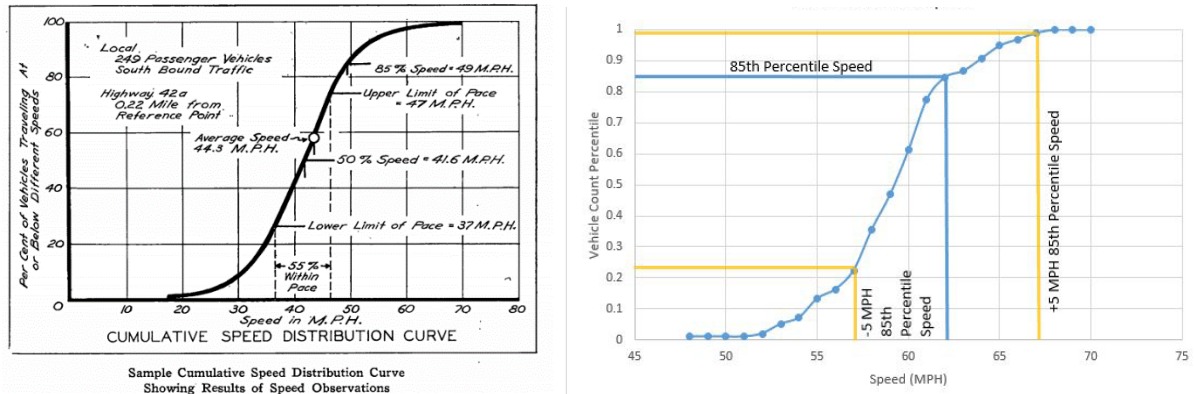 Per Cent of Vehicles Traveling At
or Below Different Speeds
100
80
60
40
20
0
Local
249 Passenger Vehicles
South Bound Traffic
Highway 42a
0.22 Mile from
Reference Point
85% Speed = 49 M.P.H.
Upper Limit of Pace
= 47 M.P.H.
Average Speed
44.3 M.P.H.
50% Speed = 41.6 M.P.H.
Lower Limit of Pace = 37 M.P.H.
55%
Within
Pace
10
20
30
40
50
60
70
80
Speed in M.P.H.
CUMULATIVE SPEED DISTRIBUTION CURVE
Sample Cumulative Speed Distribution Curve
Showing Results of Speed Observations
Vehicle Count Percentile
1
0.9
0.8
0.7
0.6
0.5
0.4
0.3
0.2
0.1
0
85th Percentile Speed
-5 MPH
85th
Percentile
Speed
+5 MPH 85th Percentile Speed
45
50
55
60
65
70
75
Speed (MPH)